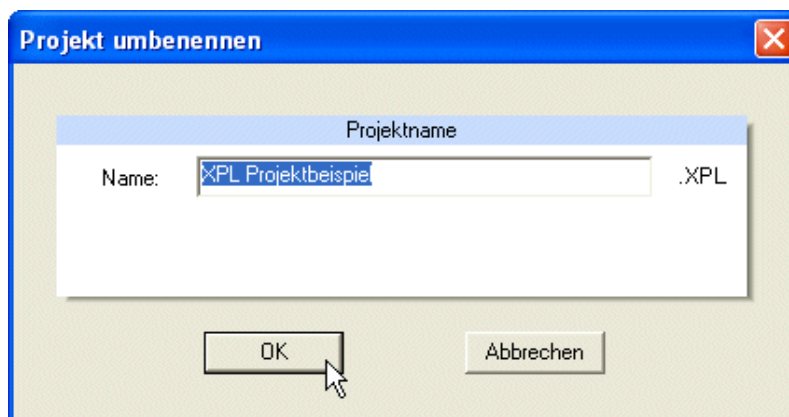 Projekt umbenennen
Projektname
Name: XPL Projektbeispiel .XPL
OK Abbrechen